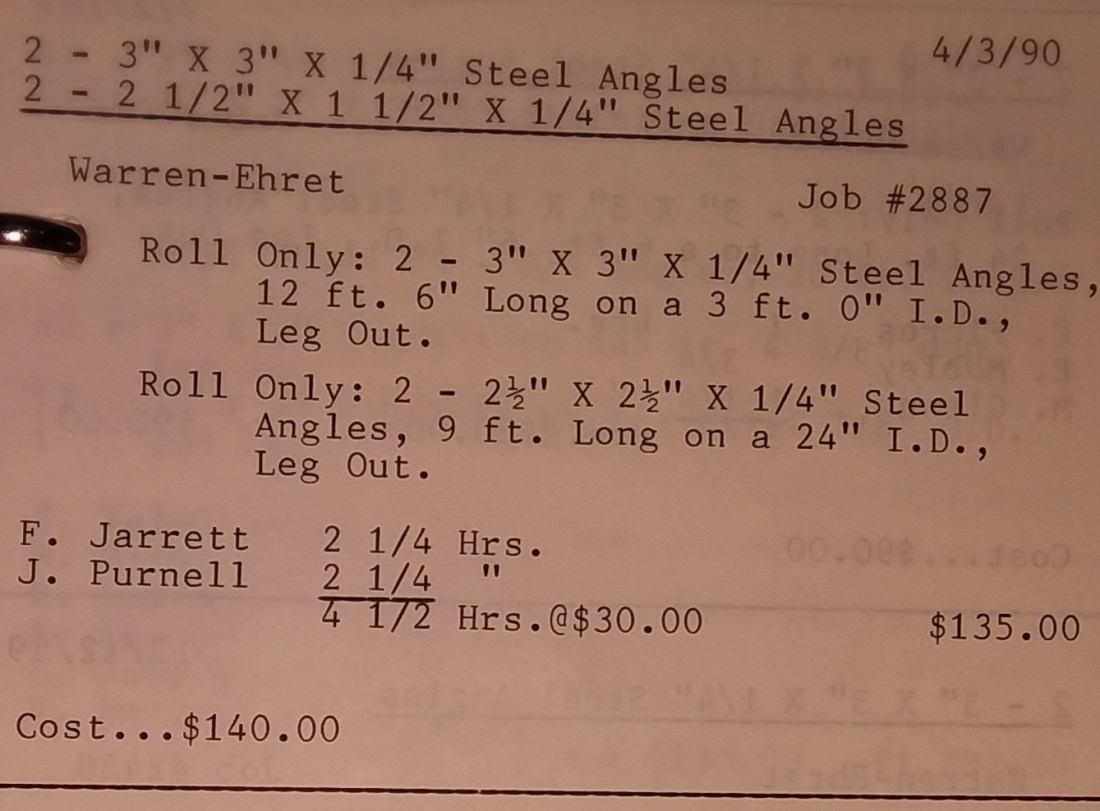 4/3/90
2 - 3" X 3" X 1/4" Steel Angles
2 - 2 1/2" X 1 1/2" X 1/4" Steel Angles
Warren-Ehret
Job #2887
Roll Only: 2 - 3" X 3" X 1/4" Steel Angles,
12 ft. 6" Long on a 3 ft. 0" I.D.,
Leg Out.
Roll Only: 2 - 2½" X 2½" X 1/4" Steel
Angles, 9 ft. Long on a 24" I.D.,
Leg Out.
F. Jarrett 2 1/4 Hrs.
J. Purnell 2 1/4 "
4 1/2 Hrs.@$30.00 $135.00
Cost...$140.00